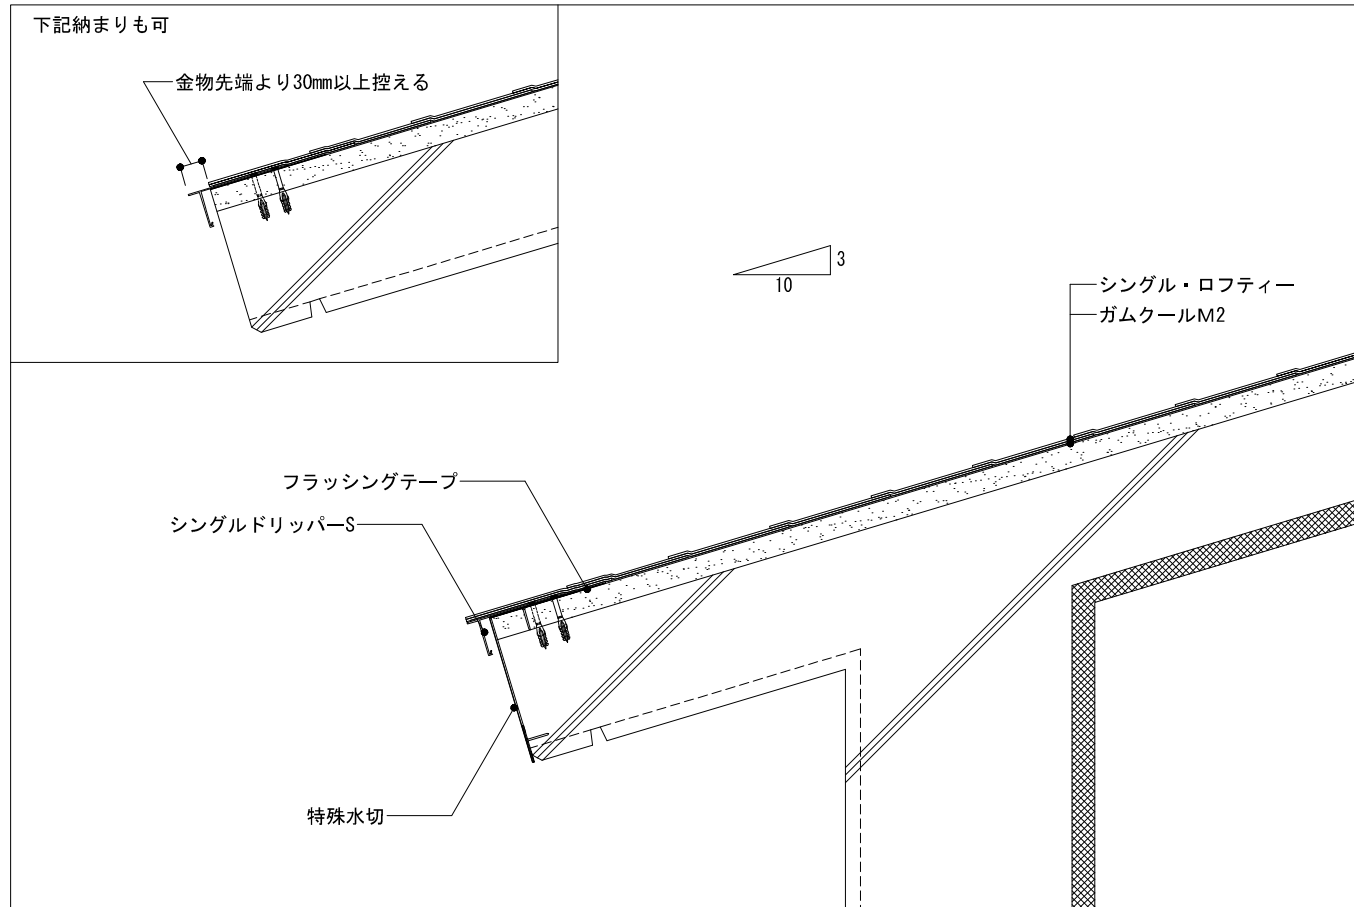 下記納まりも可
金物先端より30mm以上控える
3
10
シングル・ロフティー
ガムクールM2
フラッシングテープ
シングルドリッパーS
特殊水切